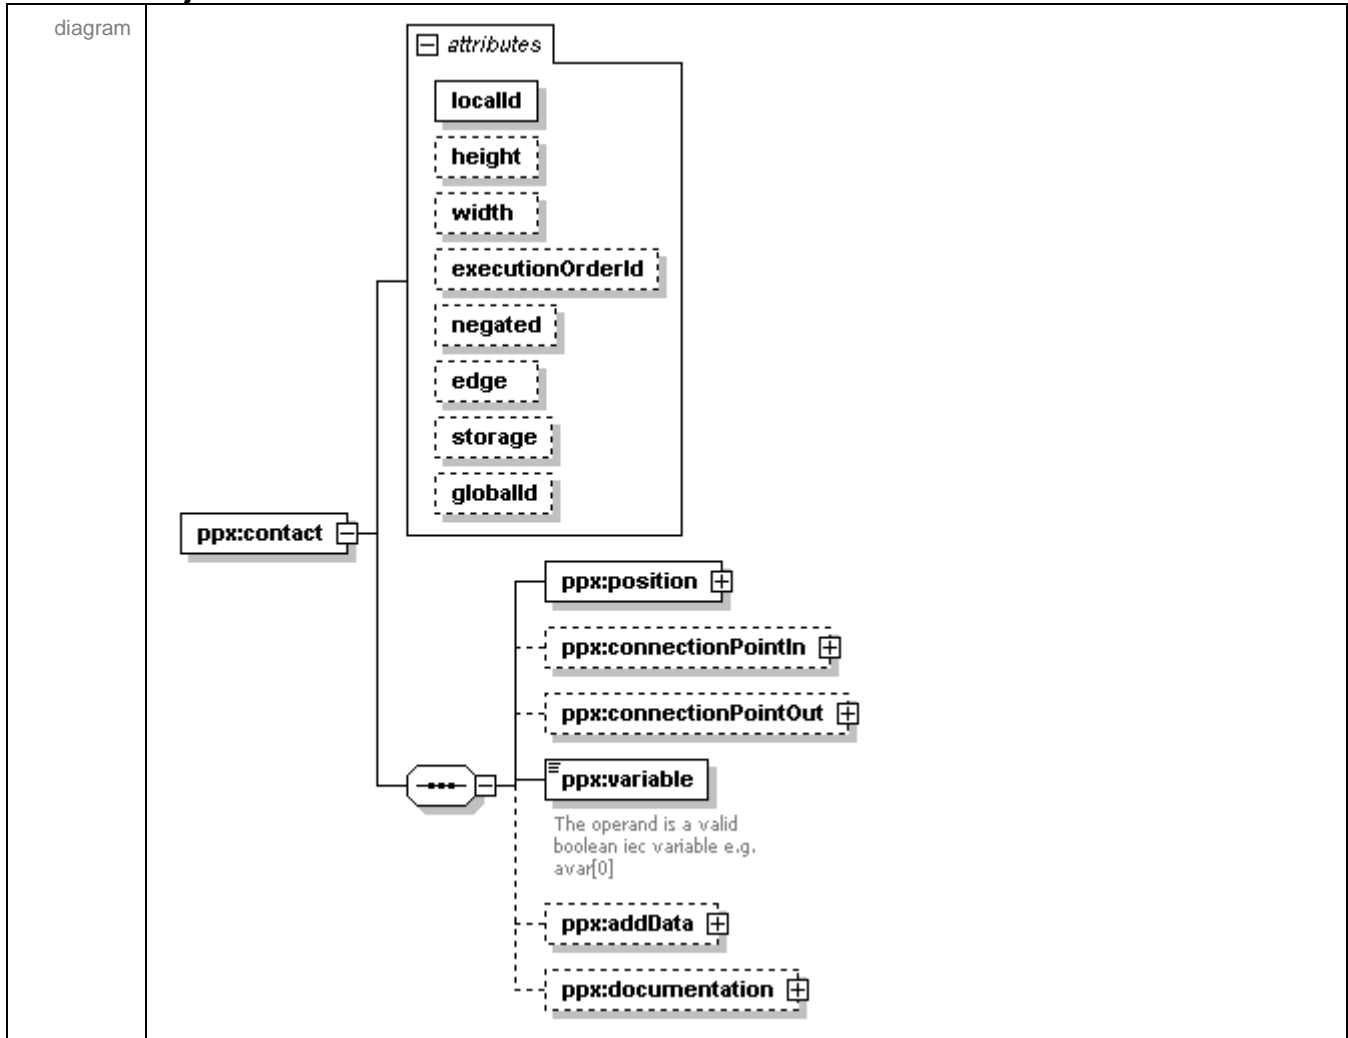 diagram
attributes
localId
height
width
executionOrderId
negated
edge
storage
globalId
ppx:contact
ppx:position
ppx:connectionPointIn
ppx:connectionPointOut
ppx:variable
The operand is a valid
boolean iec variable e.g.
avar[0]
ppx:addData
ppx:documentation